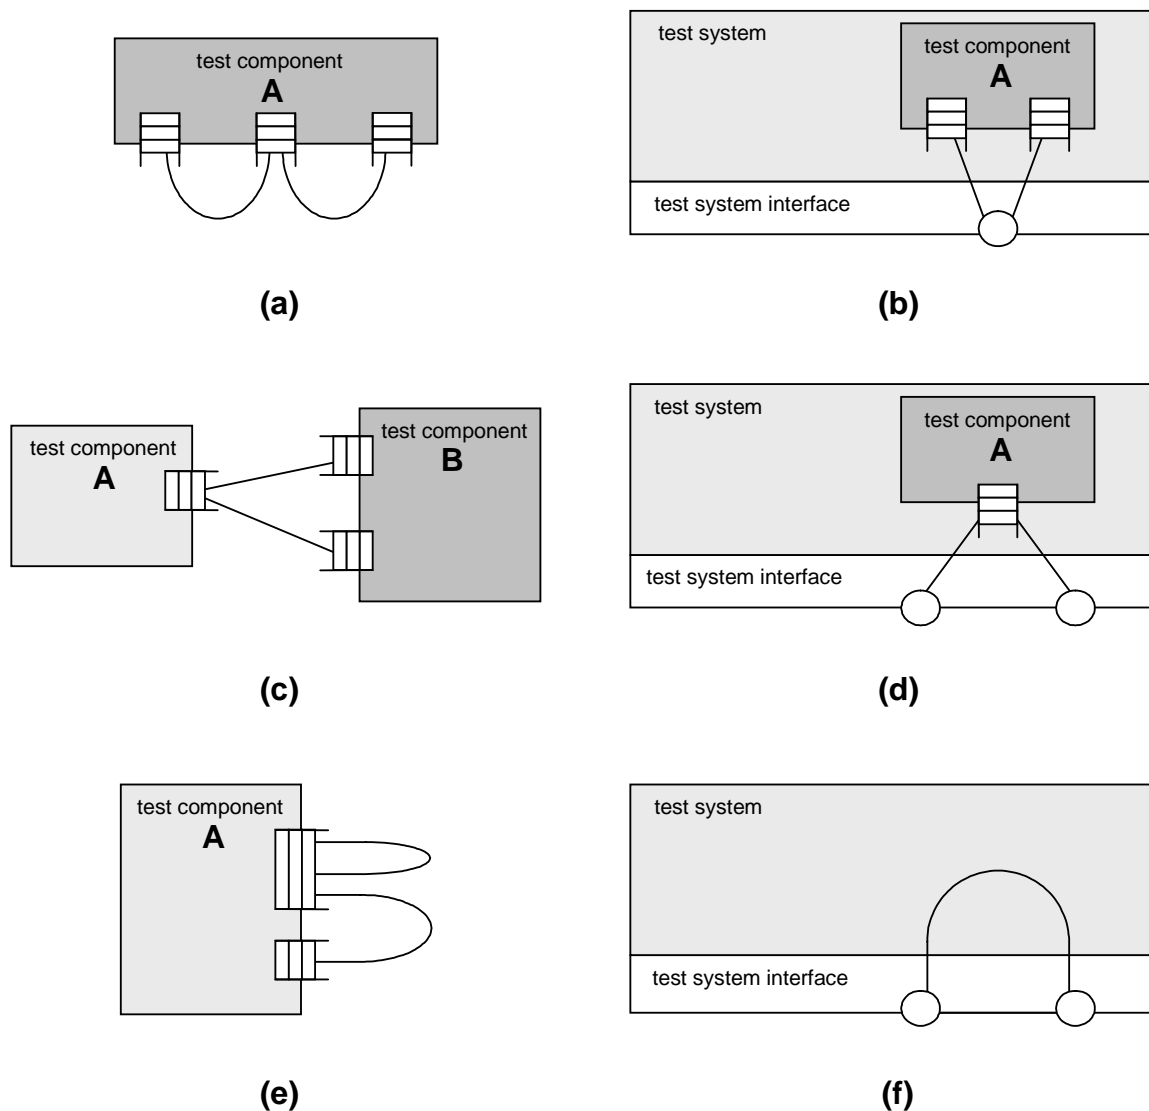 test component
A
(a)
test system
test component
A
test system interface
(b)
test component
A
test component
B
(c)
test system
test component
A
test system interface
(d)
test component
A
(e)
test system
test system interface
(f)